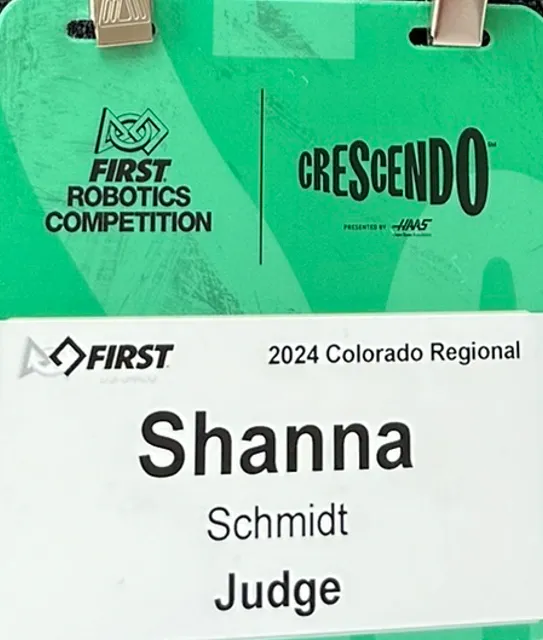 FIRST
ROBOTICS
COMPETITION
CRESCENDO
PRESENTED BY HAAS
FIRST
2024 Colorado Regional
Shanna
Schmidt
Judge